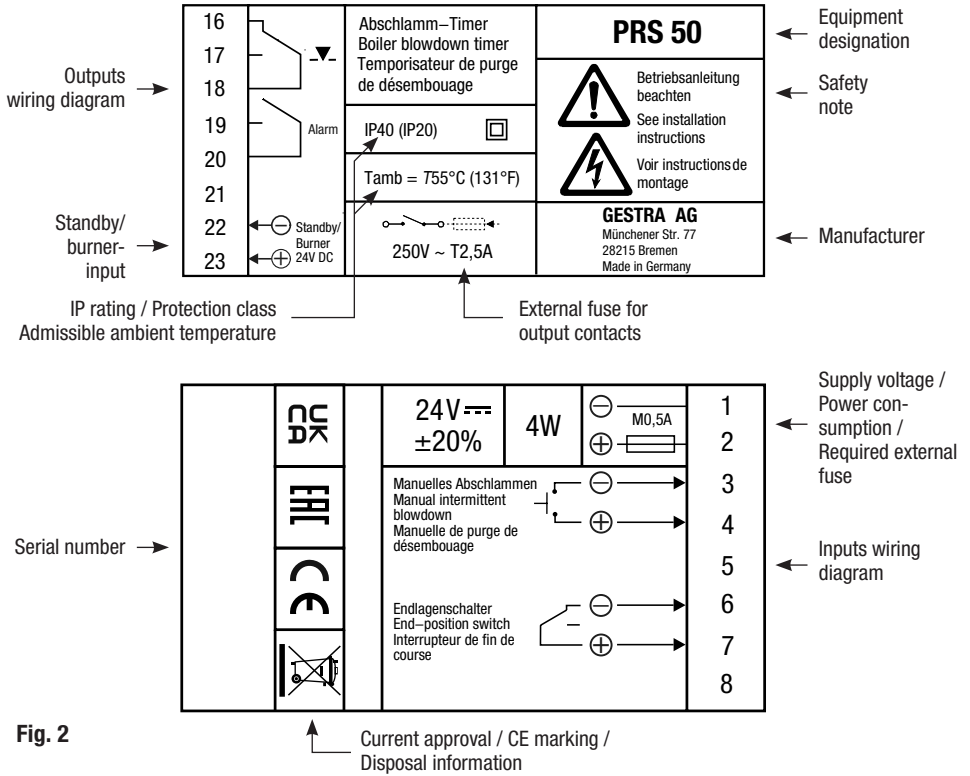 16
17
18
19
20
21
22
23
Alarm
Standby/
Burner
24V DC
Abschlamm–Timer
Boiler blowdown timer
Temporisateur de purge
de désembouage
IP40 (IP20)
Tamb = T55°C (131°F)
250V ~ T2,5A
PRS 50
Betriebsanleitung
beachten
See installation
instructions
Voir instructions de
montage
GESTRA AG
Münchener Str. 77
28215 Bremen
Made in Germany
Outputs
wiring diagram
Standby/
burner-
input
IP rating / Protection class
Admissible ambient temperature
External fuse for
output contacts
Equipment
designation
Safety
note
Manufacturer
UK
CA
EAC
CE
24V
±20%
4W
M0,5A
Manuelles Abschlammen
Manual intermittent
blowdown
Manuelle de purge de
désembouage
Endlagenschalter
End–position switch
Interrupteur de fin de
course
1
2
3
4
5
6
7
8
Serial number
Supply voltage /
Power con-
sumption /
Required external
fuse
Inputs wiring
diagram
Current approval / CE marking /
Disposal information
Fig. 2